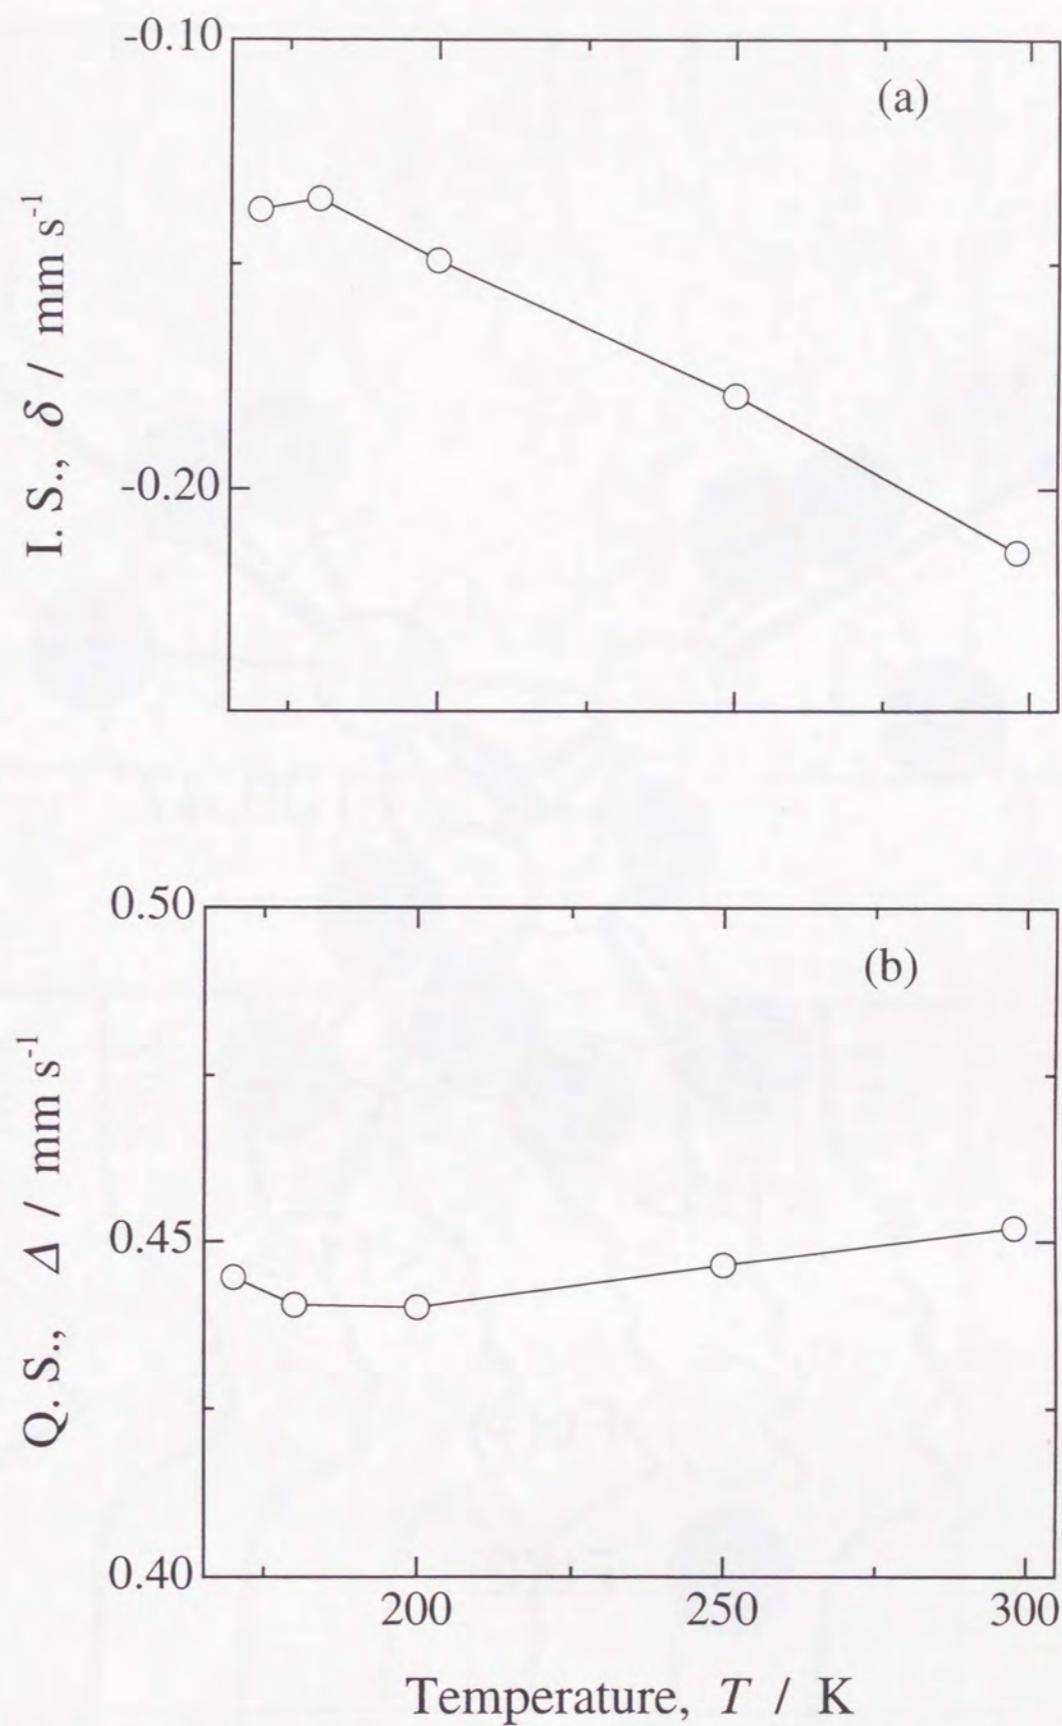 -0.10
(a)
I. S., δ / mm s⁻¹
-0.20
0.50
(b)
Q. S., Δ / mm s⁻¹
0.45
0.40
200 250 300
Temperature, T / K